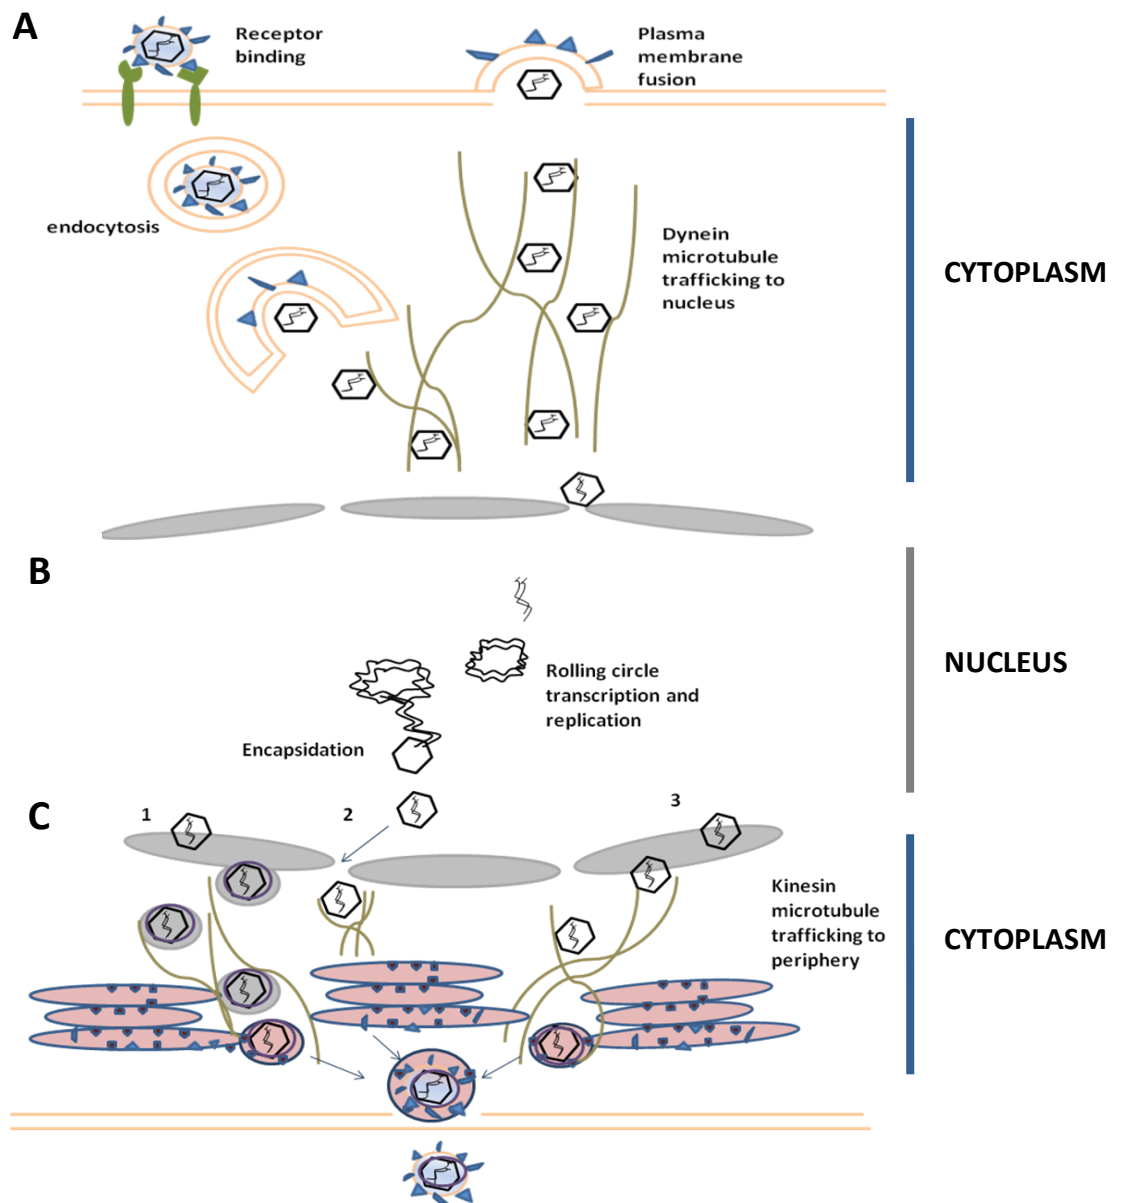 A
Receptor
binding
Plasma
membrane
fusion
endocytosis
Dynein
microtubule
trafficking to
nucleus
CYTOPLASM
B
Rolling circle
transcription and
replication
Encapsidation
NUCLEUS
C
1
2
3
Kinesin
microtubule
trafficking to
periphery
CYTOPLASM